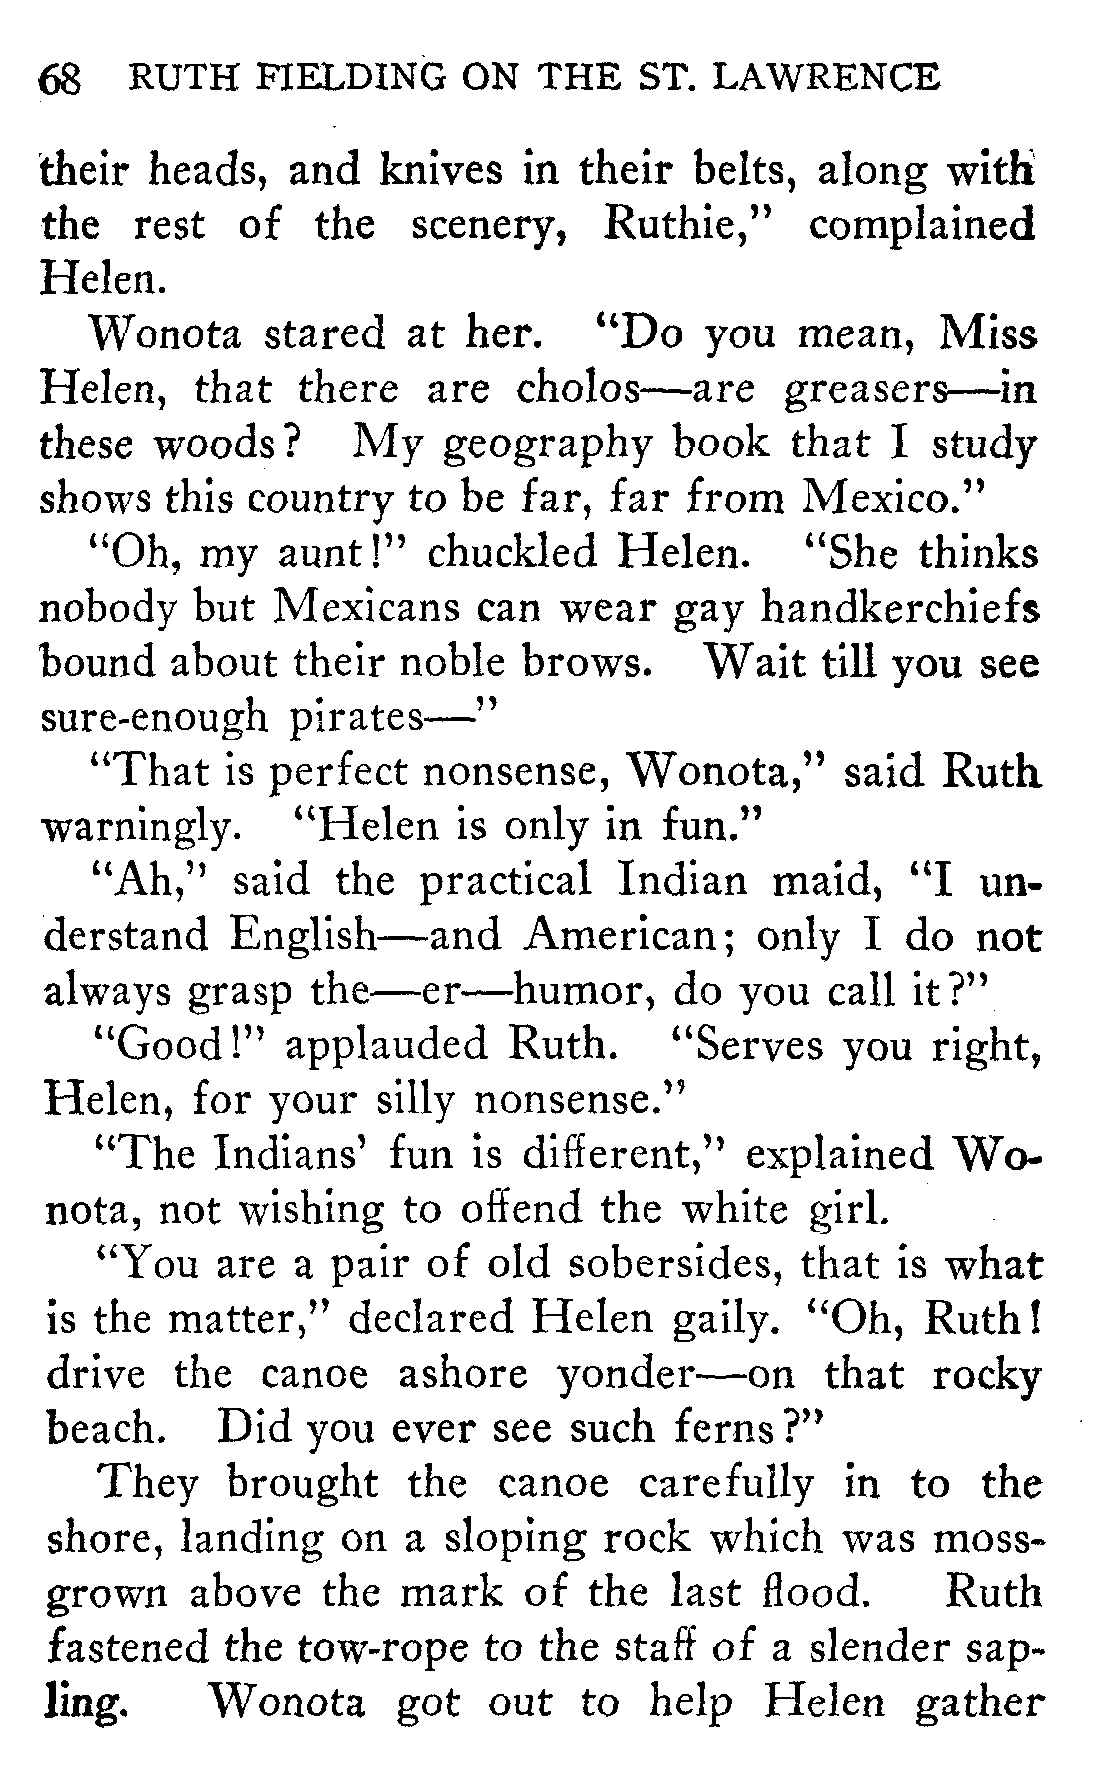 68 RUTH FIELDING ON THE ST. LAWRENCE
their heads, and knives in their belts, along with
the rest of the scenery, Ruthie,” complained
Helen.
Wonota stared at her. “Do you mean, Miss
Helen, that there are cholos—are greasers—in
these woods? My geography book that I study
shows this country to be far, far from Mexico.”
“Oh, my aunt!” chuckled Helen. “She thinks
nobody but Mexicans can wear gay handkerchiefs
bound about their noble brows. Wait till you see
sure-enough pirates—”
“That is perfect nonsense, Wonota,” said Ruth
warningly. “Helen is only in fun.”
“Ah,” said the practical Indian maid, “I un-
derstand English—and American; only I do not
always grasp the—er—humor, do you call it?”
“Good!” applauded Ruth. “Serves you right,
Helen, for your silly nonsense.”
“The Indians’ fun is different,” explained Wo-
nota, not wishing to offend the white girl.
“You are a pair of old sobersides, that is what
is the matter,” declared Helen gaily. “Oh, Ruth!
drive the canoe ashore yonder—on that rocky
beach. Did you ever see such ferns?”
They brought the canoe carefully in to the
shore, landing on a sloping rock which was moss-
grown above the mark of the last flood. Ruth
fastened the tow-rope to the staff of a slender sap-
ling. Wonota got out to help Helen gather